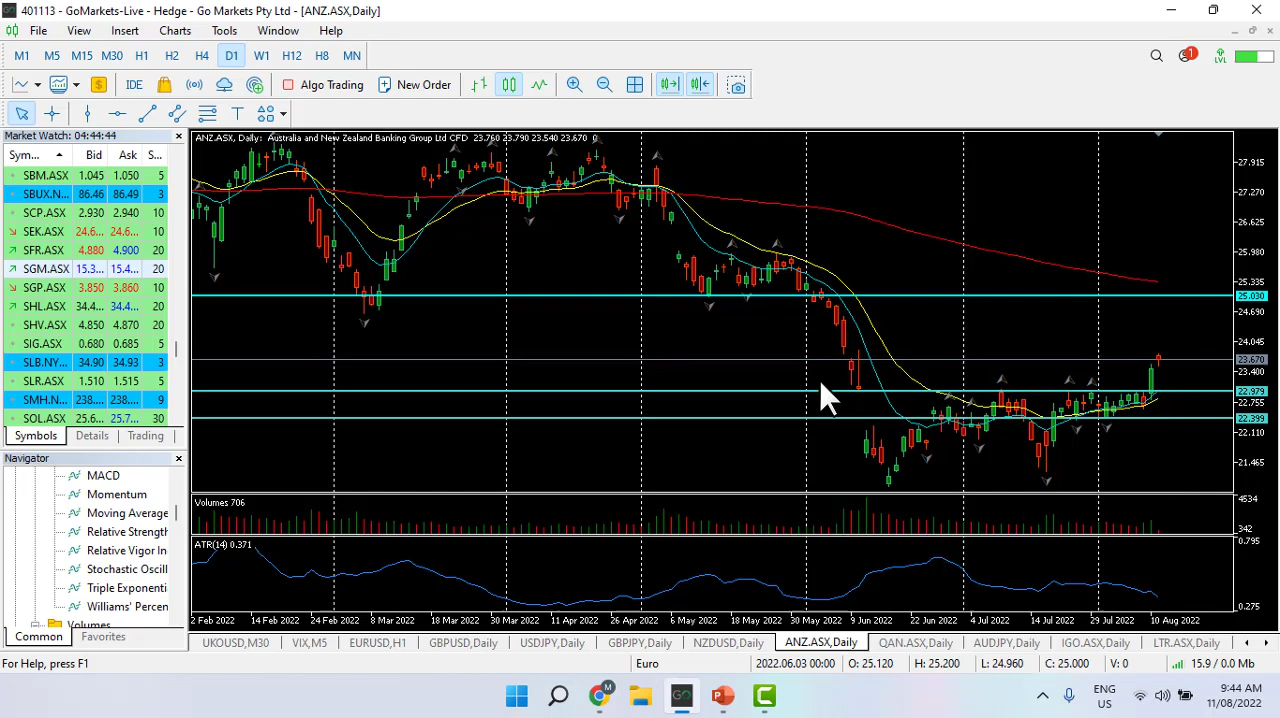 401113 - GoMarkets-Live - Hedge - Go Markets Pty Ltd - [ANZ.ASX,Daily]
File View Insert Charts Tools Window Help
M1 M5 M15 M30 H1 H2 H4 D1 W1 H12 H8 MN
1 LVL
IDE Algo Trading New Order
T
Market Watch: 04:44:44
Sym... Bid Ask S...
SBM.ASX 1.045 1.050 5
SBUX.N... 86.46 86.49 3
SCP.ASX 2.930 2.940 10
SEK.ASX 24.6... 24.6... 10
SFR.ASX 4.880 4.900 20
SGM.ASX 15.3... 15.4... 20
SGP.ASX 3.850 3.860 10
SHL.ASX 34.4... 34.4... 20
SHV.ASX 4.850 4.870 20
SIG.ASX 0.680 0.685 5
SLB.NY... 34.90 34.93 3
SLR.ASX 1.510 1.515 5
SMH.N... 238.... 238.... 3
SOL.ASX 25.6... 25.7... 30
Symbols Details Trading
Navigator
MACD
Momentum
Moving Average
Relative Strength
Relative Vigor In
Stochastic Oscill
Triple Exponenti
Williams' Percen
Volumes
Common Favorites
ANZ.ASX, Daily: Australia and New Zealand Banking Group Ltd CFD 23.760 23.790 23.540 23.670 0
27.915
27.270
26.625
25.980
25.335
25.030
24.690
24.045
23.670
23.400
22.979
22.755
22.399
22.110
21.465
Volumes 706
4534
342
ATR(14) 0.371
0.795
0.275
2 Feb 2022 14 Feb 2022 24 Feb 2022 8 Mar 2022 18 Mar 2022 30 Mar 2022 11 Apr 2022 26 Apr 2022 6 May 2022 18 May 2022 30 May 2022 9 Jun 2022 22 Jun 2022 4 Jul 2022 14 Jul 2022 29 Jul 2022 10 Aug 2022
UKOUSD,M30 VIX,M5 EURUSD,H1 GBPUSD,Daily USDJPY,Daily GBPJPY,Daily NZDUSD,Daily ANZ.ASX,Daily QAN.ASX,Daily AUDJPY,Daily IGO.ASX,Daily LTR.ASX,Daily
For Help, press F1 Euro 2022.06.03 00:00 O: 25.120 H: 25.200 L: 24.960 C: 25.000 V: 0 15.9 / 0.0 Mb
M GO P C ENG US 9:44 AM 11/08/2022